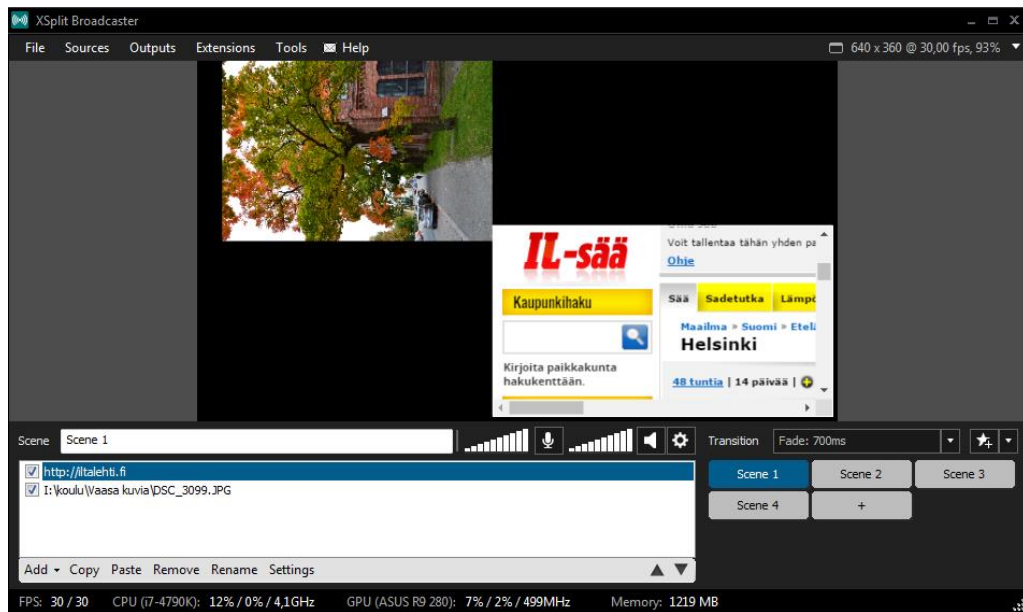 XSplit Broadcaster
File Sources Outputs Extensions Tools Help 640 x 360 @ 30,00 fps, 93%
Voit tallentaa tähän yhden pa
Ohje
IL-sää
Kaupunkihaku
Sää Sadetutka Lämpö
Maailma » Suomi » Etelä
Helsinki
Kirjoita paikkakunta
hakukenttään.
48 tuntia | 14 päivää |
Scene Scene 1 Transition Fade: 700ms
http://iltalehti.fi
I:\koulu\Vaasa kuvia\DSC_3099.JPG
Scene 1 Scene 2 Scene 3
Scene 4 +
Add Copy Paste Remove Rename Settings
FPS: 30 / 30 CPU (i7-4790K): 12% / 0% / 4,1GHz GPU (ASUS R9 280): 7% / 2% / 499MHz Memory: 1219 MB